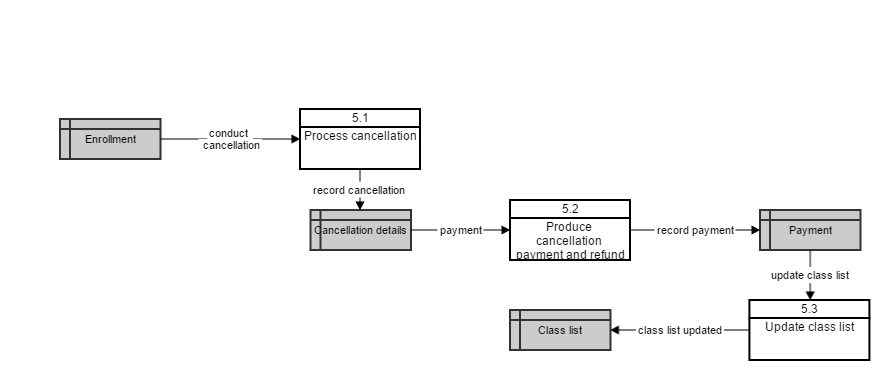 5.1
Enrollment
conduct
cancellation
Process cancellation
record cancellation
5.2
Cancellation details
payment
Produce
cancellation
payment and refund
record payment
Payment
update class list
5.3
Update class list
class list updated
Class list